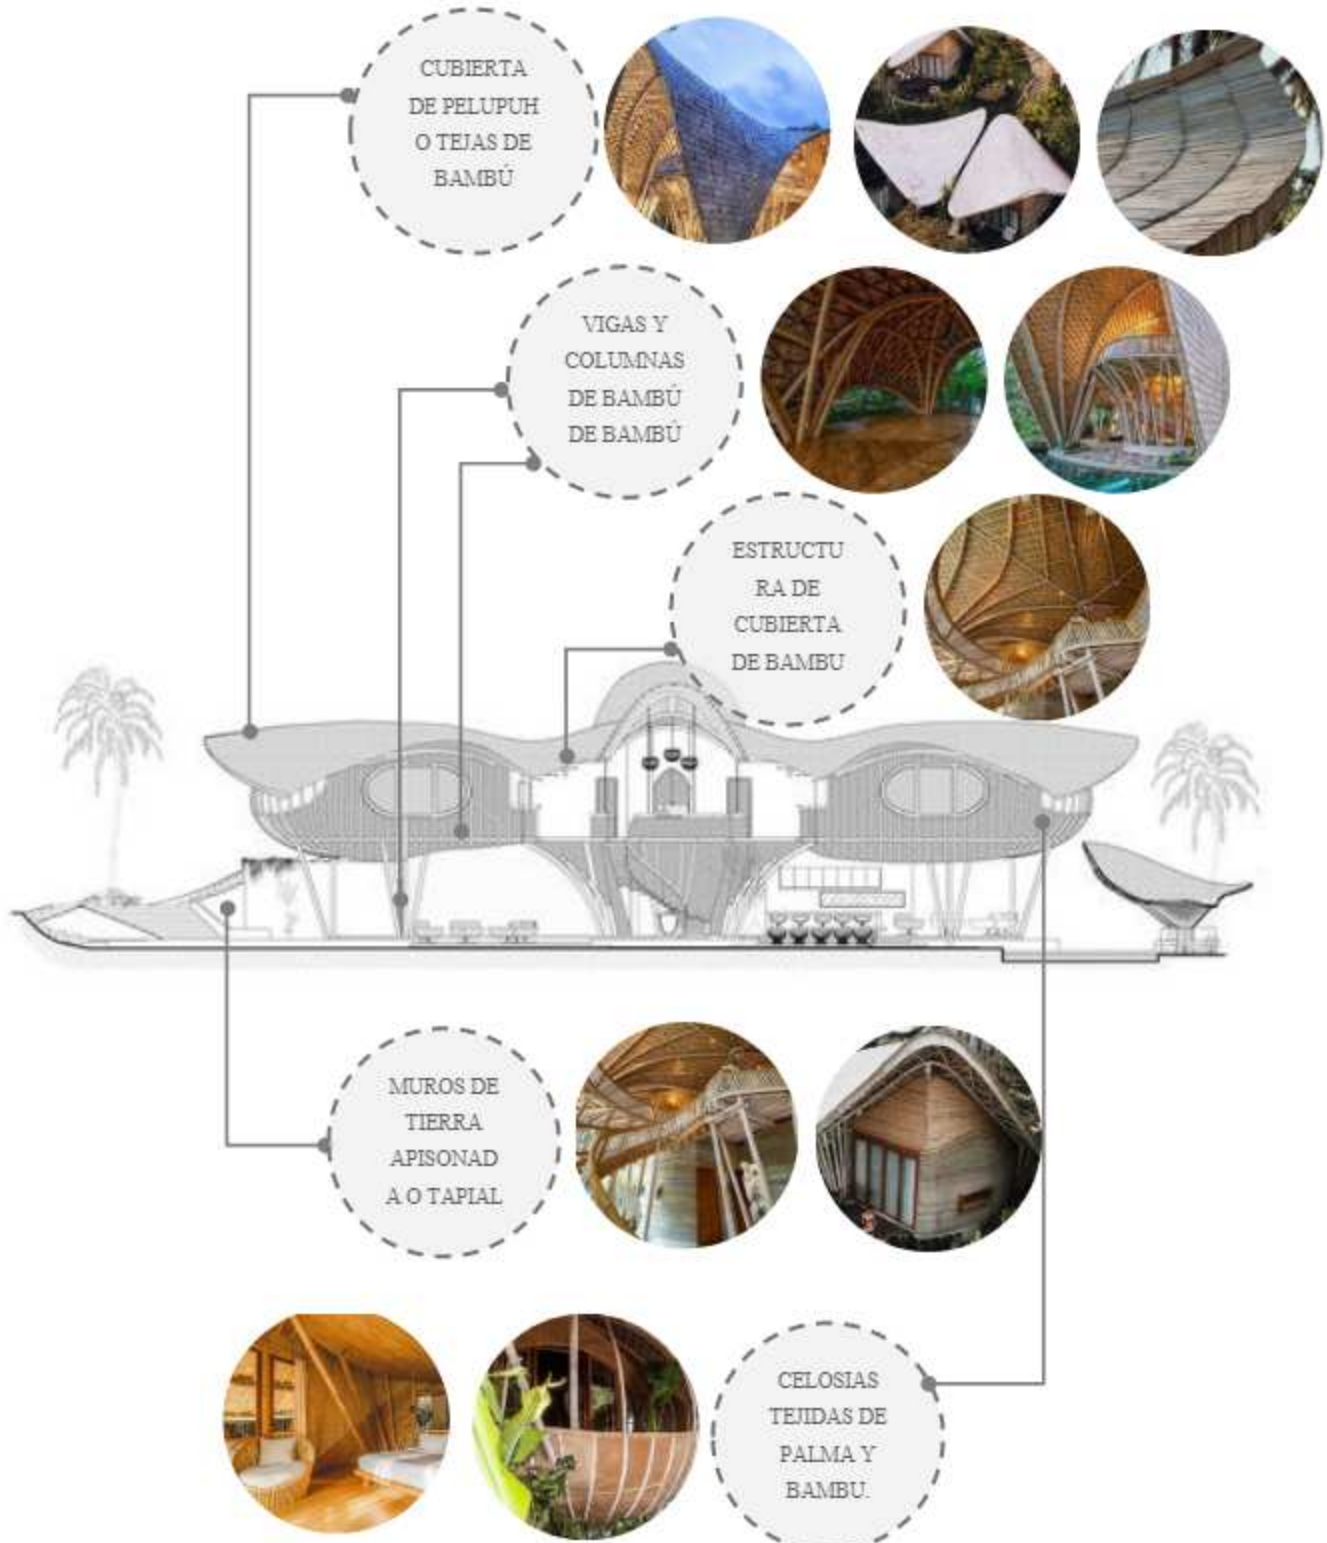 CUBIERTA
DE PELUPUH
O TEJAS DE
BAMBÚ
VIGAS Y
COLUMNAS
DE BAMBÚ
DE BAMBÚ
ESTRUCTU
RA DE
CUBIERTA
DE BAMBU
MUROS DE
TIERRA
APISONAD
A O TAPIAL
CELOSIAS
TEJIDAS DE
PALMA Y
BAMBU.